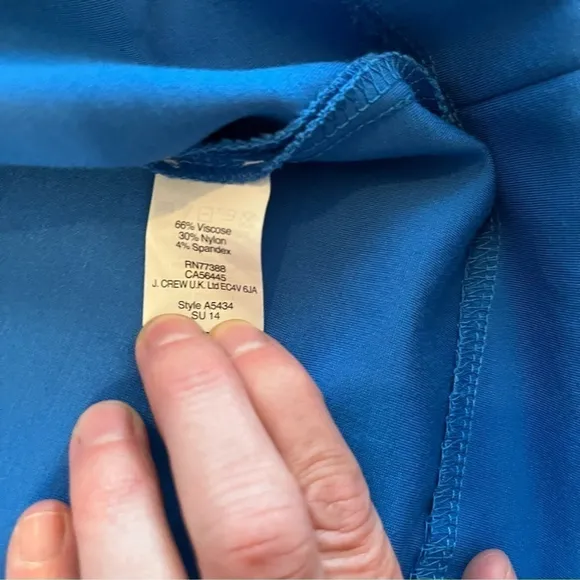 66% Viscose
30% Nylon
4% Spandex
RN77388
CA56445
J. CREW U.K. Ltd EC4V 6JA
Style A5434
SU 14